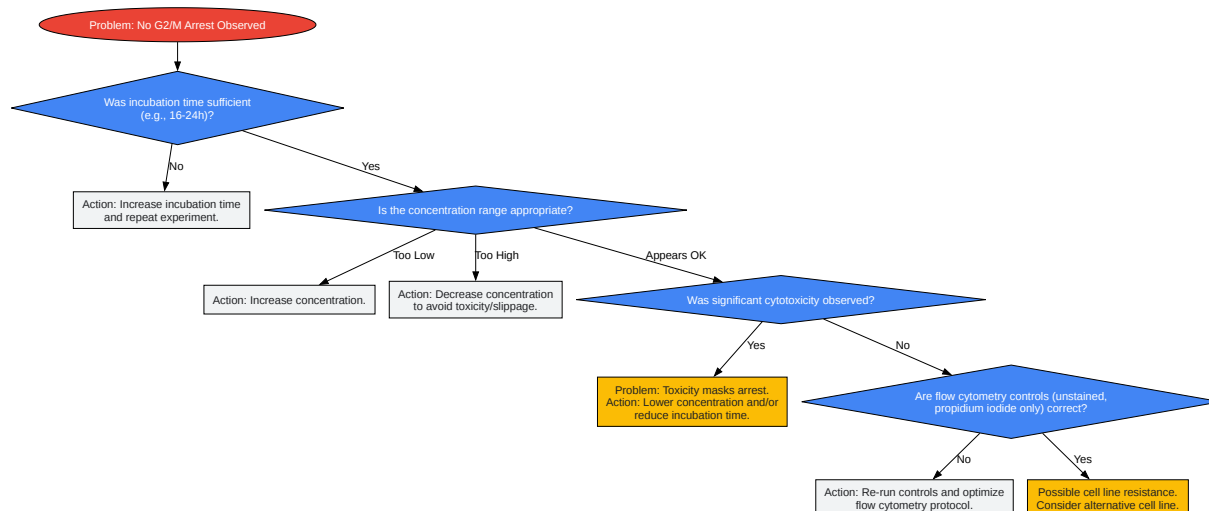 Problem: No G2/M Arrest Observed
Was incubation time sufficient
(e.g., 16-24h)?
No
Yes
Action: Increase incubation time
and repeat experiment.
Is the concentration range appropriate?
Too Low
Too High
Appears OK
Action: Increase concentration.
Action: Decrease concentration
to avoid toxicity/slippage.
Was significant cytotoxicity observed?
Yes
No
Problem: Toxicity masks arrest.
Action: Lower concentration and/or
reduce incubation time.
Are flow cytometry controls (unstained,
propidium iodide only) correct?
No
Yes
Action: Re-run controls and optimize
flow cytometry protocol.
Possible cell line resistance.
Consider alternative cell line.